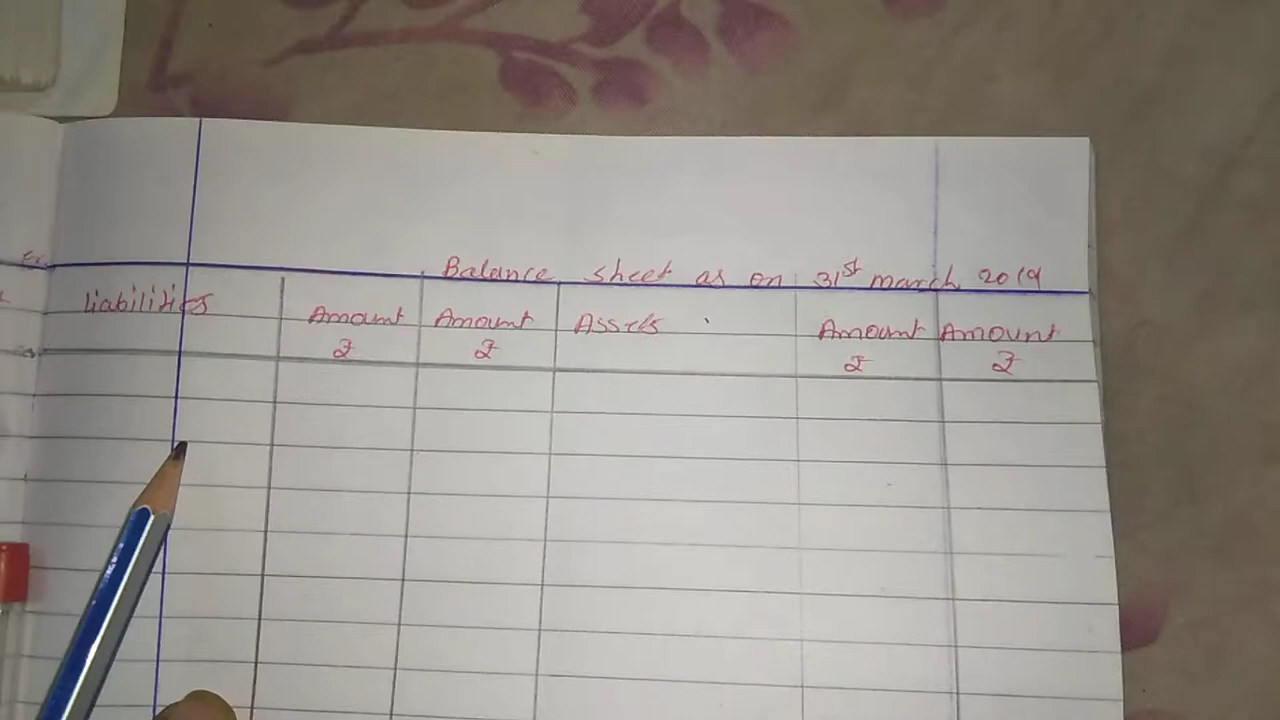 Balance sheet as on 31st march 2019
Liabilities Amount Amount Assets Amount Amount
₹ ₹ ₹ ₹